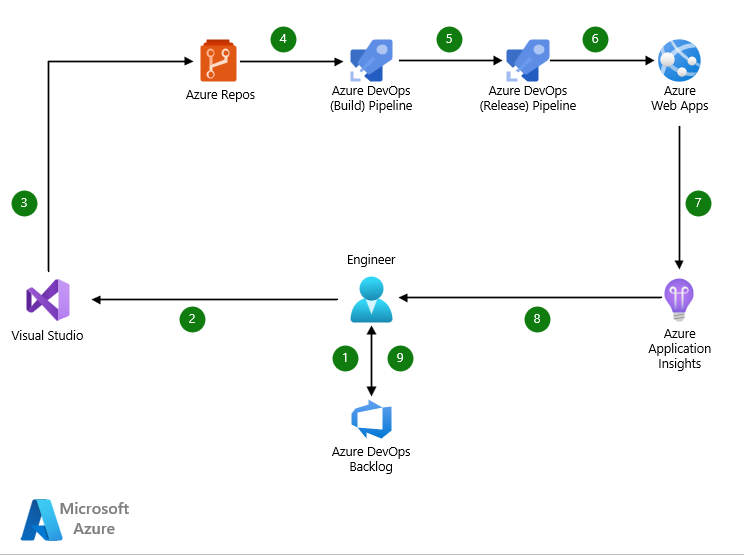 4
5
6
Azure Repos
Azure DevOps
(Build) Pipeline
Azure DevOps
(Release) Pipeline
Azure
Web Apps
3
7
Engineer
Visual Studio
2
8
Azure
Application
Insights
1
9
Azure DevOps
Backlog
Microsoft
Azure